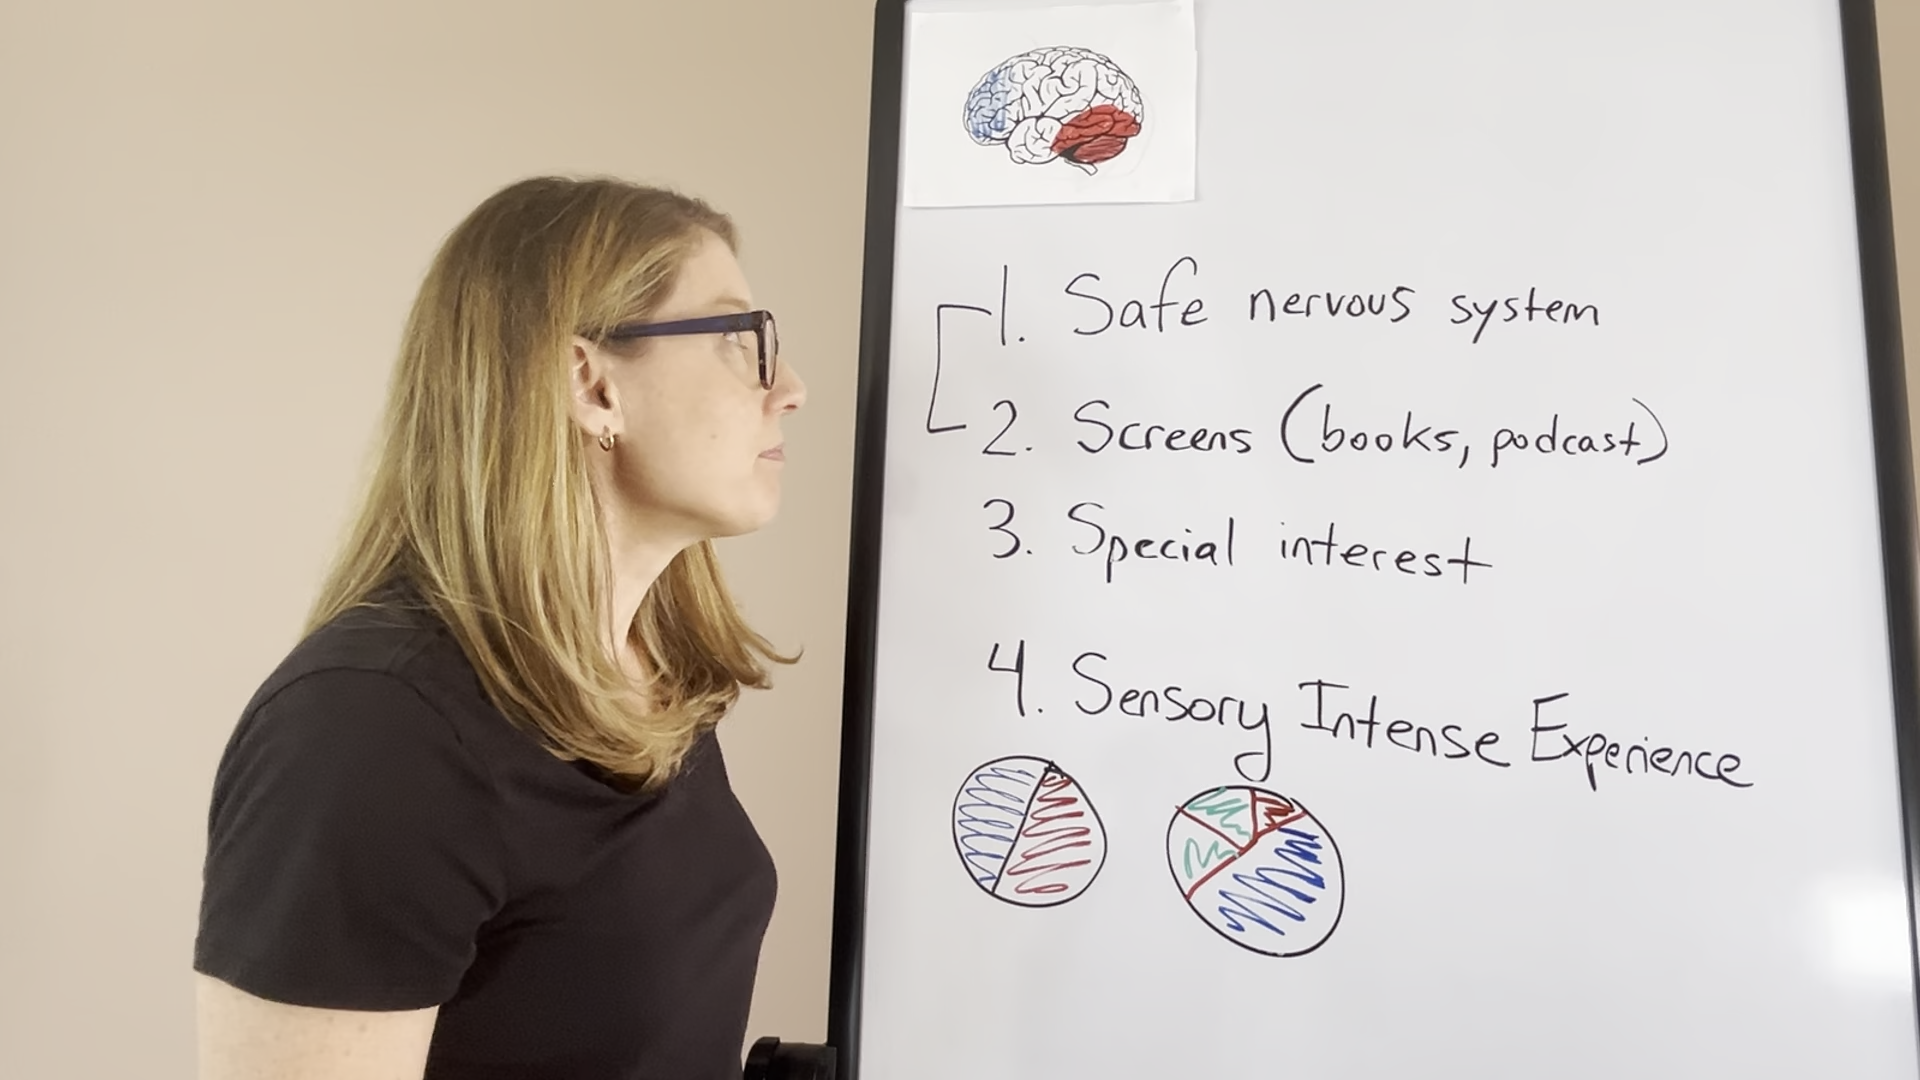 1. Safe nervous system
2. Screens (books, podcast)
3. Special interest
4. Sensory Intense Experience